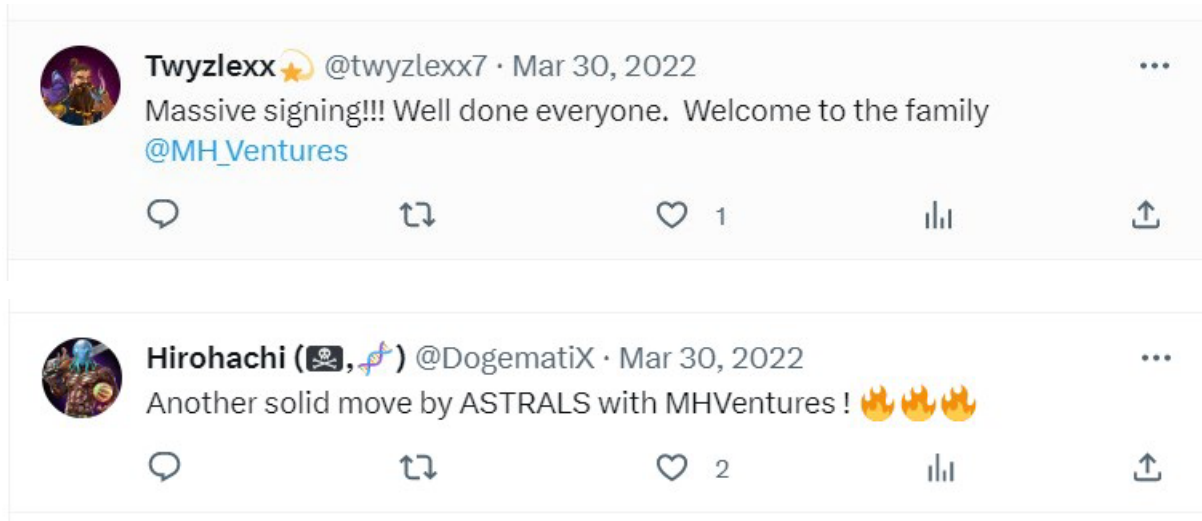 Twyzlexx💫 @twyzlexx7 · Mar 30, 2022
Massive signing!!! Well done everyone.  Welcome to the family
@MH_Ventures
1
Hirohachi (🏴‍☠️,🧬) @DogematiX · Mar 30, 2022
Another solid move by ASTRALS with MHVentures ! 🔥🔥🔥
2